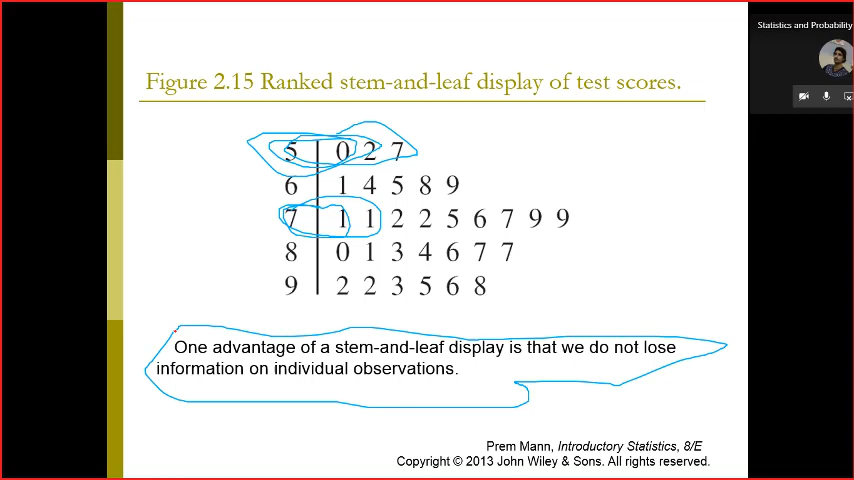 Statistics and Probability
Figure 2.15 Ranked stem-and-leaf display of test scores.
5 | 0 2 7
6 | 1 4 5 8 9
7 | 1 1 2 2 5 6 7 9 9
8 | 0 1 3 4 6 7 7
9 | 2 2 3 5 6 8
One advantage of a stem-and-leaf display is that we do not lose
information on individual observations.
Prem Mann, Introductory Statistics, 8/E
Copyright © 2013 John Wiley & Sons. All rights reserved.